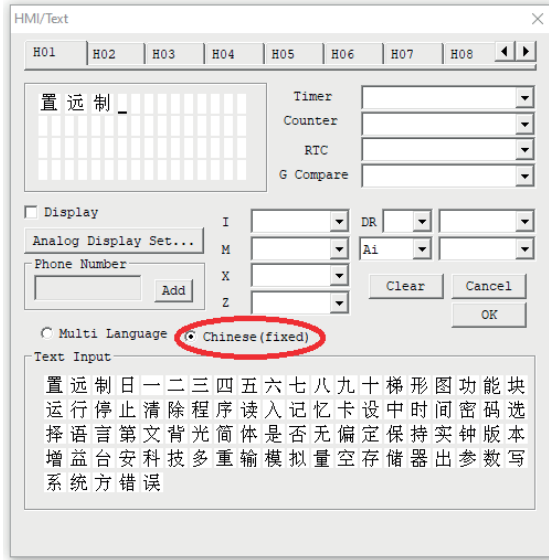 HMI/Text
H01 H02 H03 H04 H05 H06 H07 H08
置远制_
Timer
Counter
RTC
G Compare
Display
Analog Display Set...
Phone Number
Add
I
M
X
Z
DR
Ai
Clear
Cancel
OK
Multi Language
Chinese(fixed)
Text Input
置远制日一二三四五六七八九十梯形图功能块
运行停止清除程序读入记忆卡设中时间密码选
择语言第文背光简体是否无偏定保持实钟版本
增益台安科技多重输模拟量空存储器出参数写
系统方错误